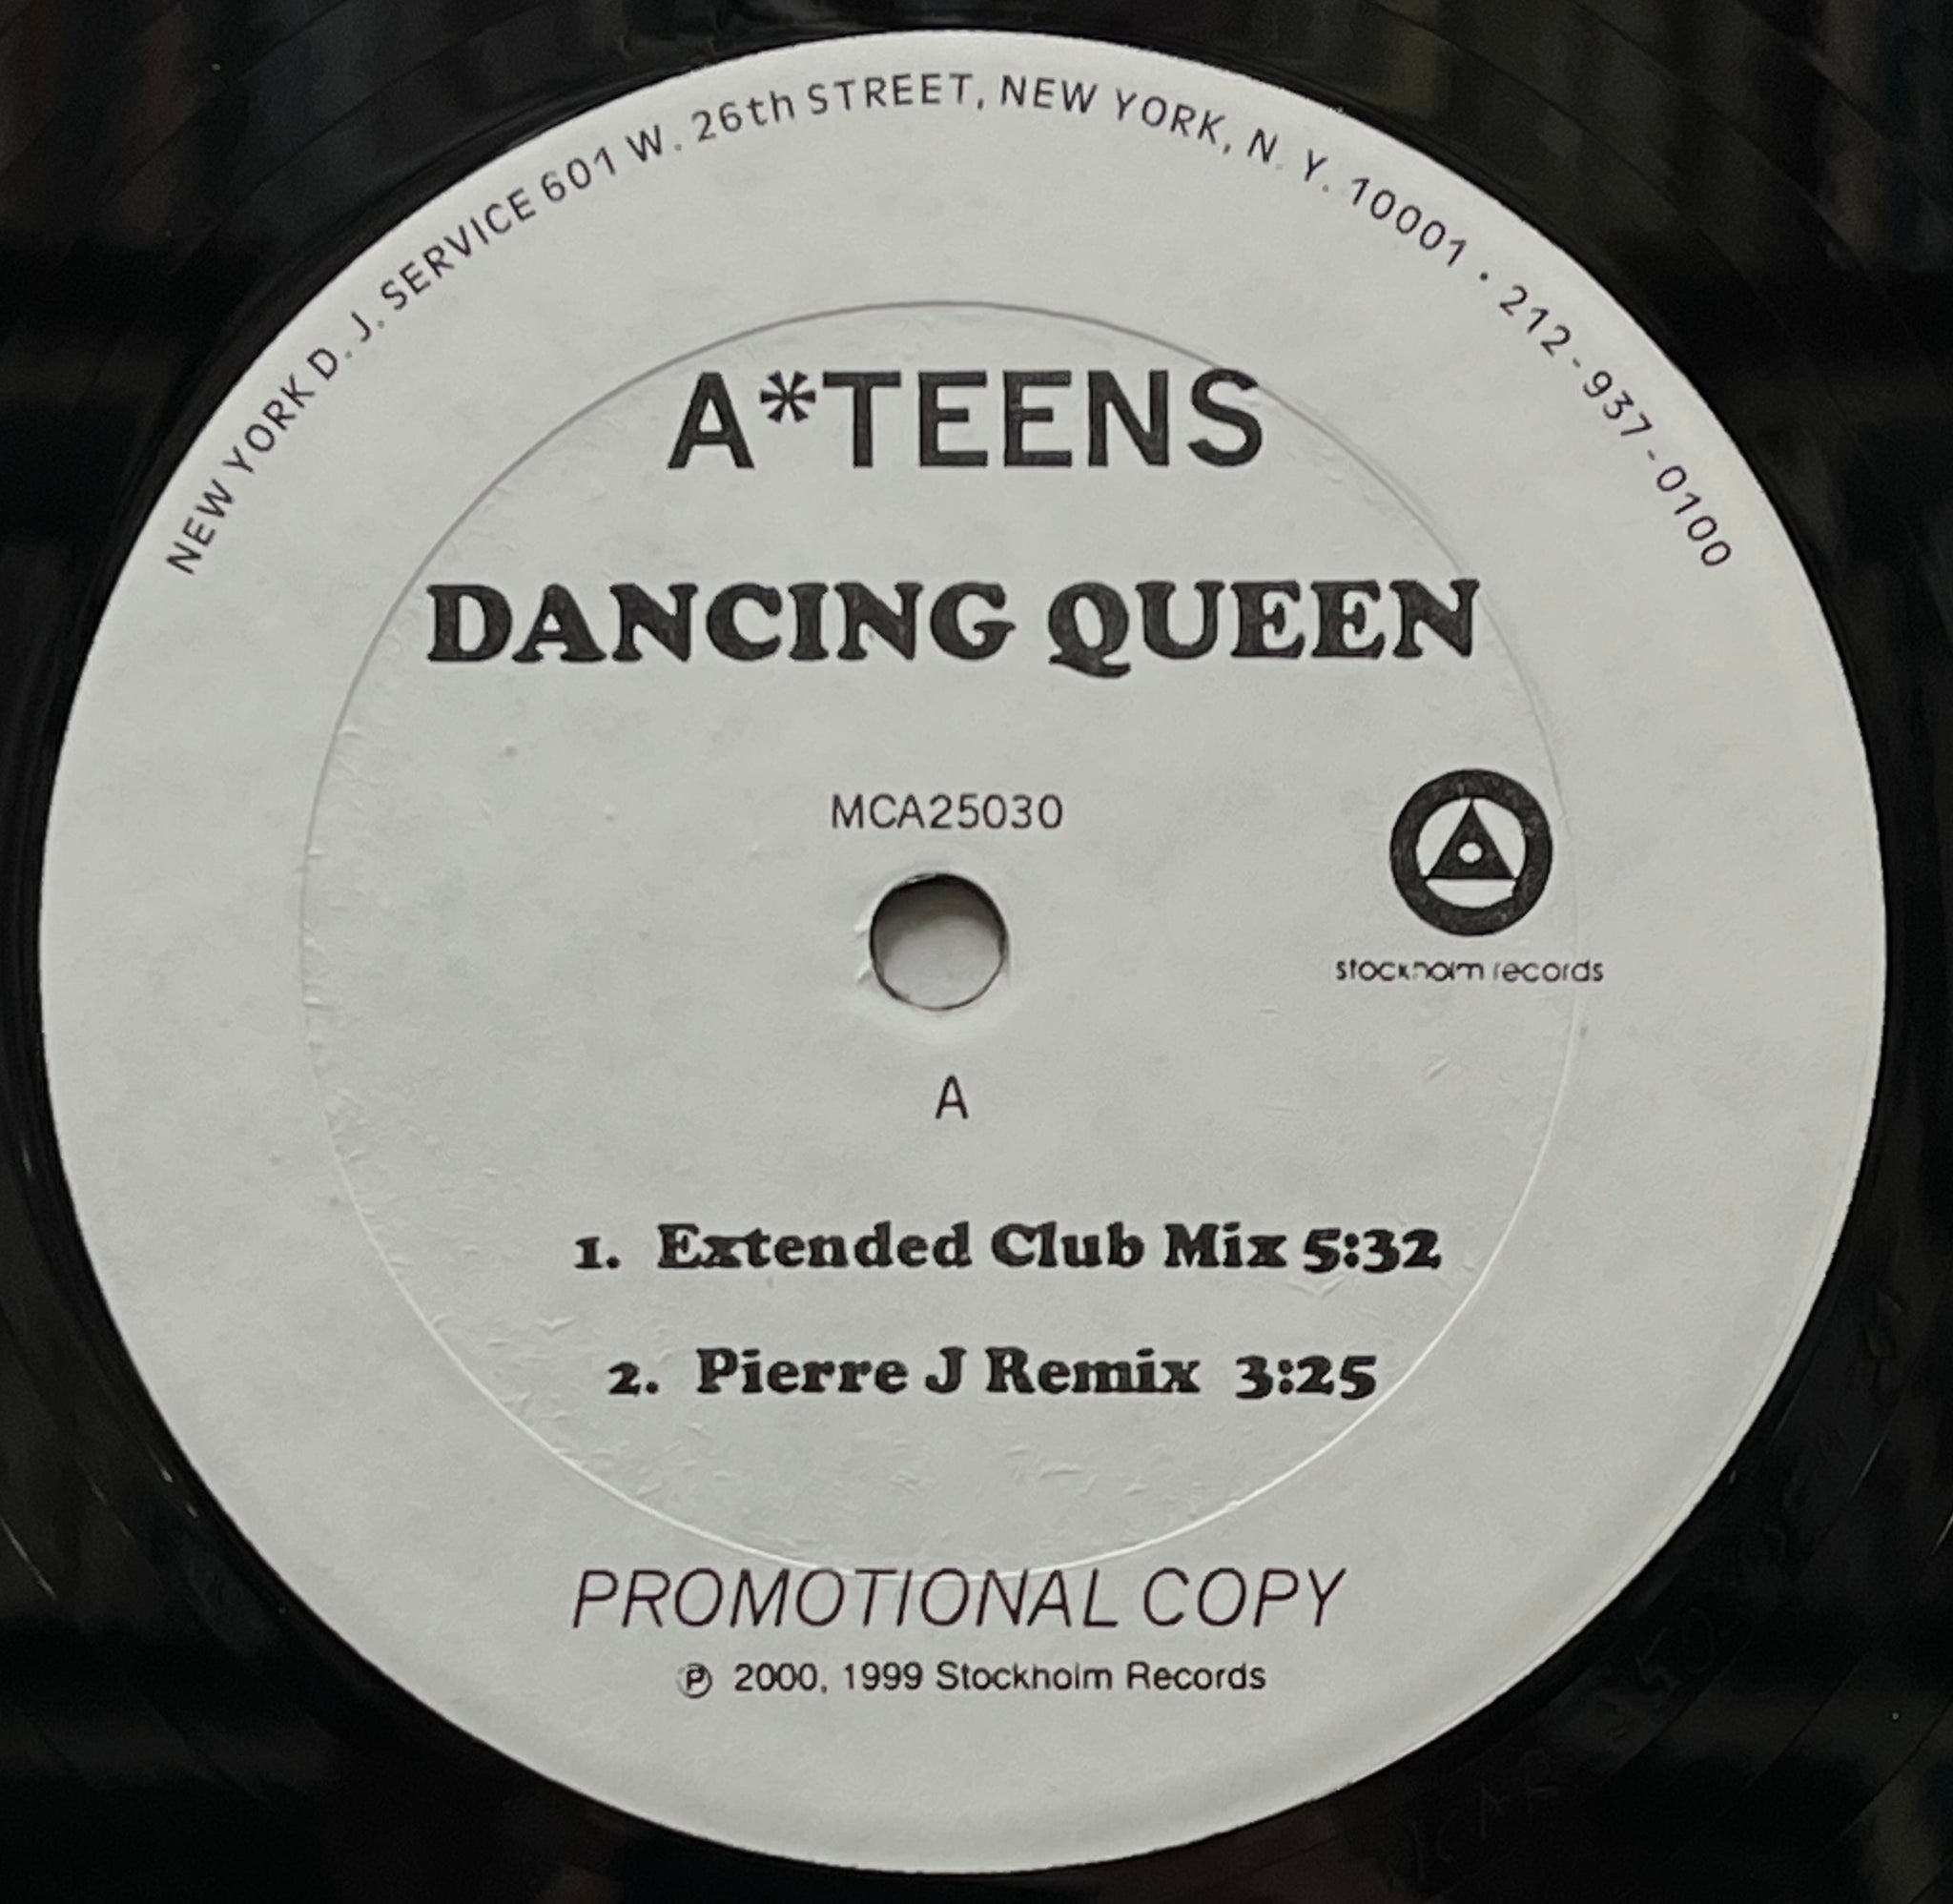 NEW YORK D. J. SERVICE 601 W. 26th STREET, NEW YORK, N. Y. 10001 • 212-937-0100
A*TEENS
DANCING QUEEN
MCA25030
stockholm records
A
1. Extended Club Mix 5:32
2. Pierre J Remix 3:25
PROMOTIONAL COPY
℗ 2000, 1999 Stockholm Records